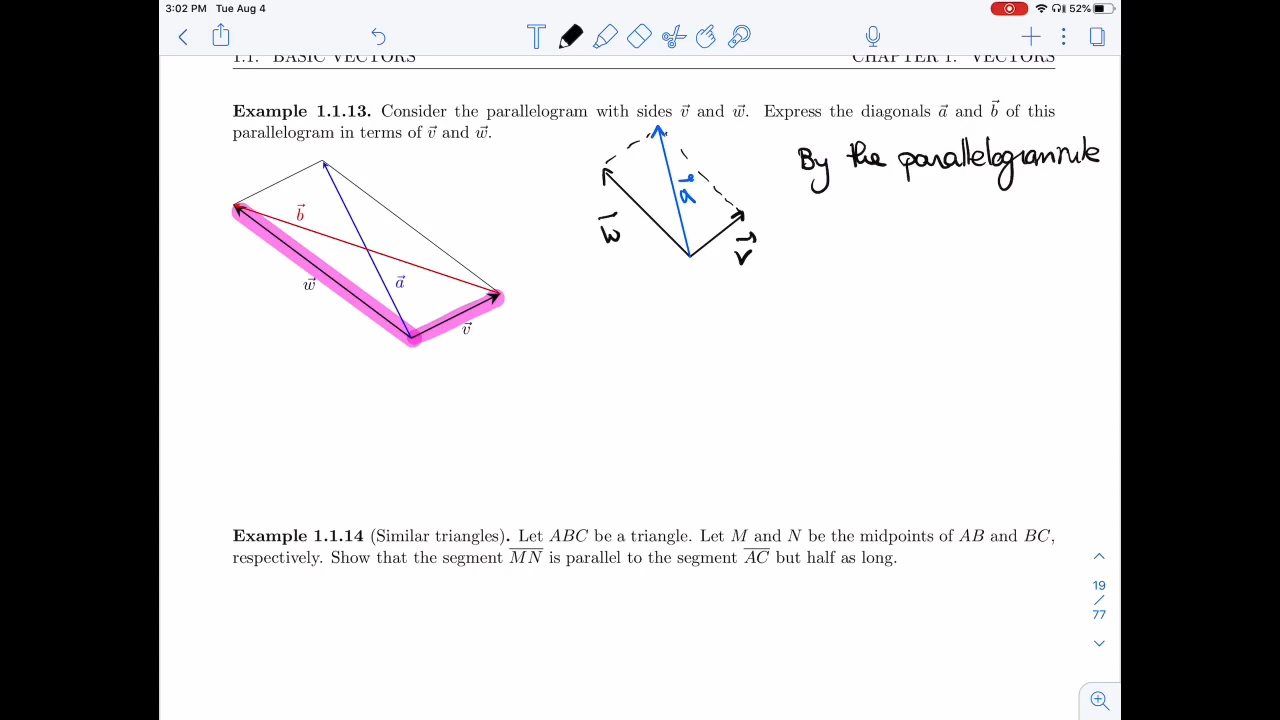 3:02 PM Tue Aug 4
52%
T
1.1. BASIC VECTORS CHAPTER 1. VECTORS
Example 1.1.13. Consider the parallelogram with sides v⃗ and w⃗. Express the diagonals a⃗ and b⃗ of this
parallelogram in terms of v⃗ and w⃗.
By the parallelogram rule
b⃗
w⃗
a⃗
v⃗
w⃗
a⃗
v⃗
Example 1.1.14 (Similar triangles). Let ABC be a triangle. Let M and N be the midpoints of AB and BC,
respectively. Show that the segment M̅N̅ is parallel to the segment A̅C̅ but half as long.
19
/
77